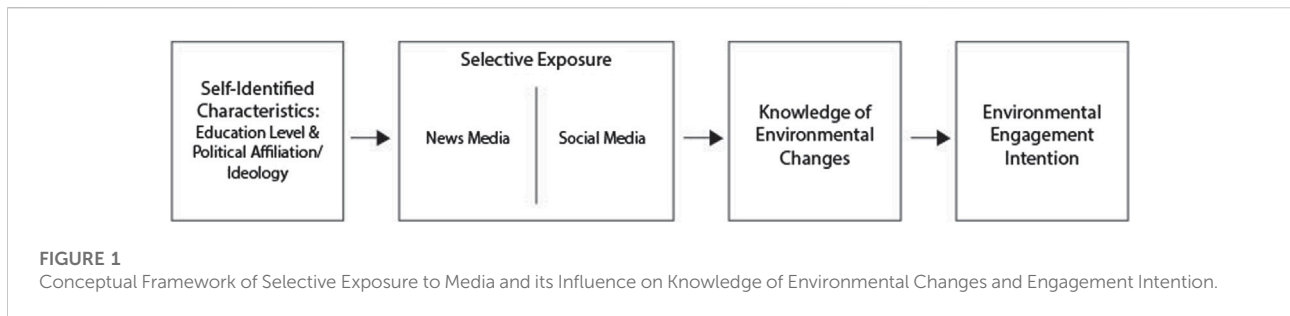 Self-Identified
Characteristics:
Education Level &
Political Affiliation/
Ideology
Selective Exposure
News Media
Social Media
Knowledge of
Environmental
Changes
Environmental
Engagement
Intention
FIGURE 1
Conceptual Framework of Selective Exposure to Media and its Influence on Knowledge of Environmental Changes and Engagement Intention.